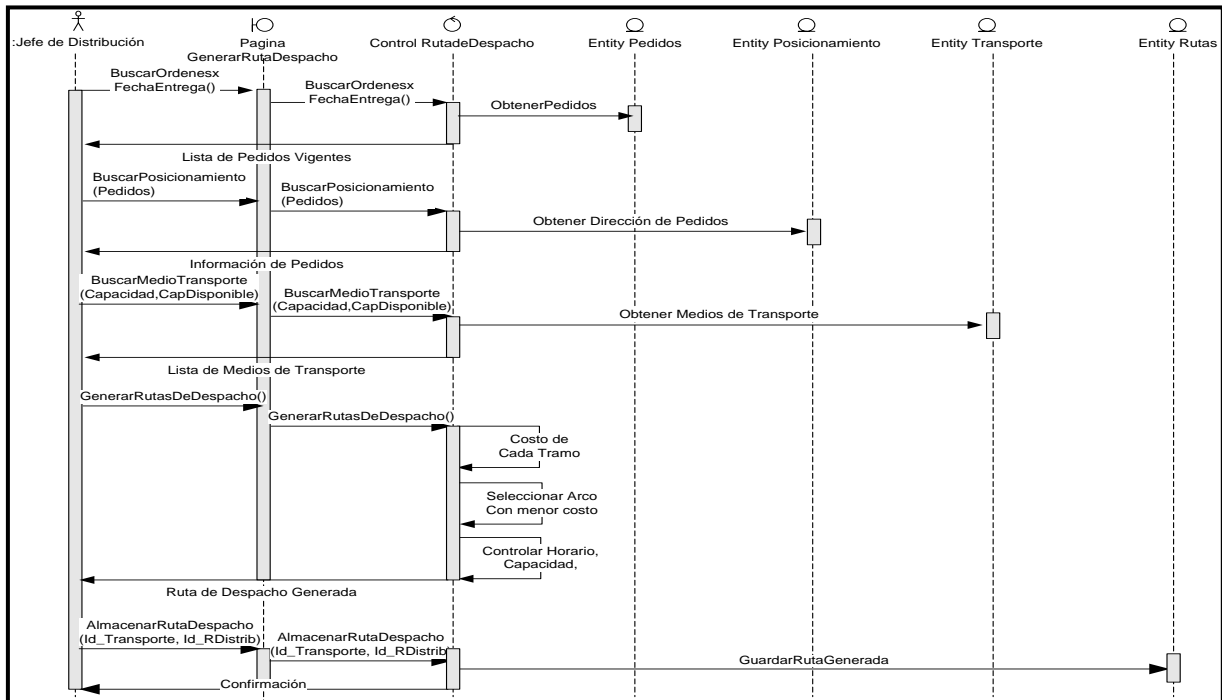 :Jefe de Distribución
Pagina
GenerarRutaDespacho
Control RutadeDespacho
Entity Pedidos
Entity Posicionamiento
Entity Transporte
Entity Rutas
BuscarOrdenesx
FechaEntrega()
BuscarOrdenesx
FechaEntrega()
ObtenerPedidos
Lista de Pedidos Vigentes
BuscarPosicionamiento
(Pedidos)
BuscarPosicionamiento
(Pedidos)
Obtener Dirección de Pedidos
Información de Pedidos
BuscarMedioTransporte
(Capacidad,CapDisponible)
BuscarMedioTransporte
(Capacidad,CapDisponible)
Obtener Medios de Transporte
Lista de Medios de Transporte
GenerarRutasDeDespacho()
GenerarRutasDeDespacho()
Costo de
Cada Tramo
Seleccionar Arco
Con menor costo
Controlar Horario,
Capacidad,
Ruta de Despacho Generada
AlmacenarRutaDespacho
(Id_Transporte, Id_RDistrib)
AlmacenarRutaDespacho
(Id_Transporte, Id_RDistrib
GuardarRutaGenerada
Confirmación